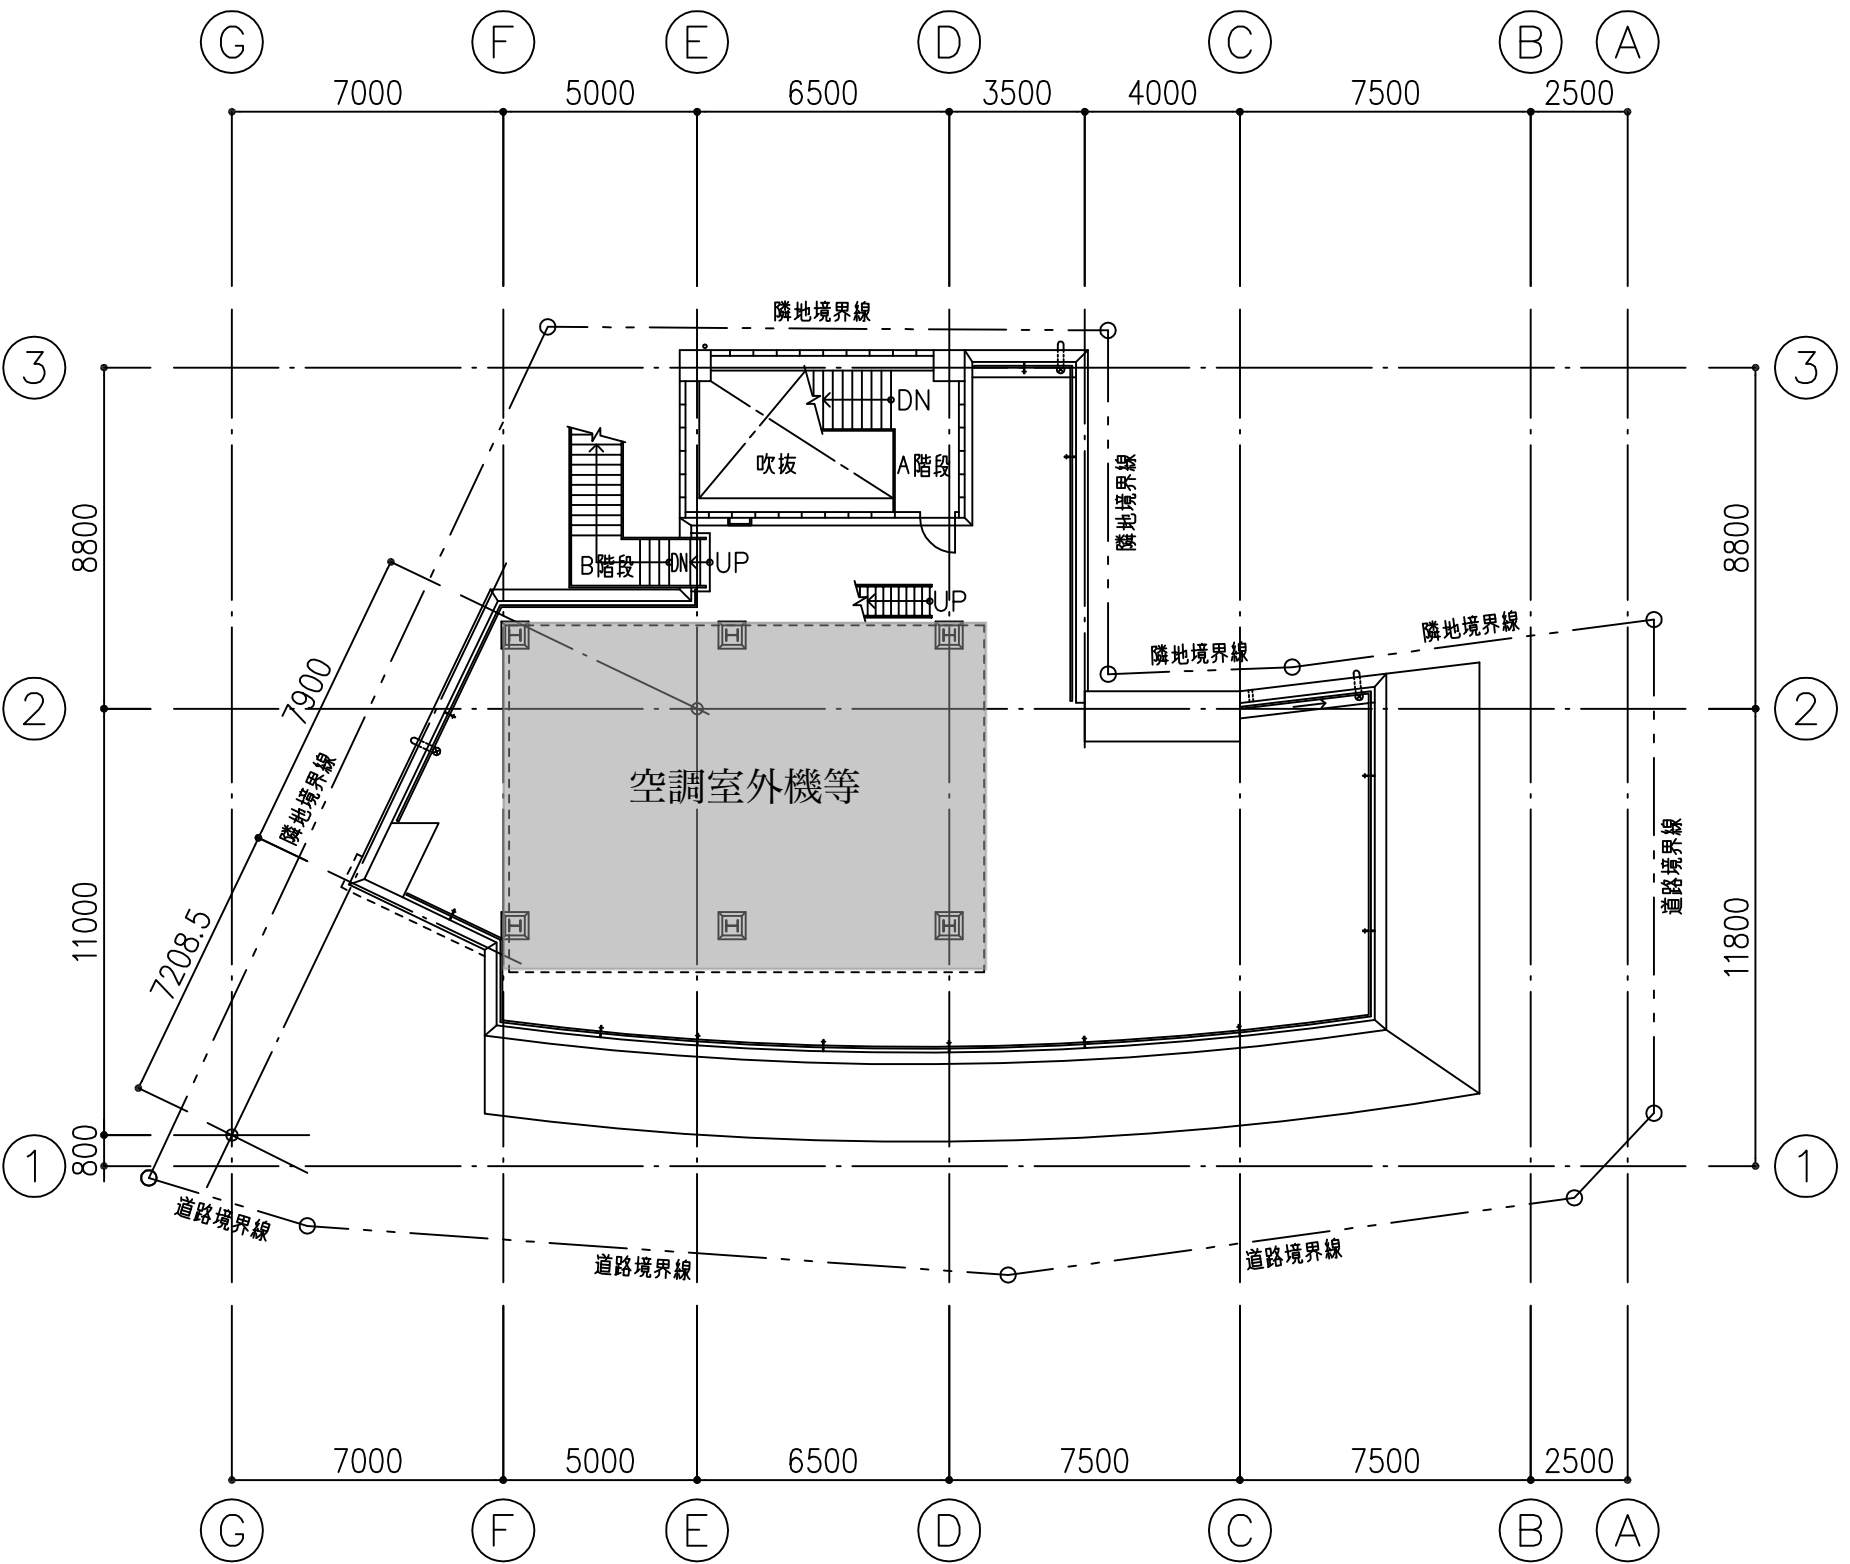 G F E D C B A
7000 5000 6500 3500 4000 7500 2500
隣地境界線
3 3
DN
吹抜
A階段
隣地境界線
8800 8800
B階段 DN UP
UP
隣地境界線
隣地境界線
7900
2 2
隣地境界線
空調室外機等
道路境界線
11000 11800
7208.5
800
1 1
道路境界線
道路境界線
道路境界線
7000 5000 6500 7500 7500 2500
G F E D C B A